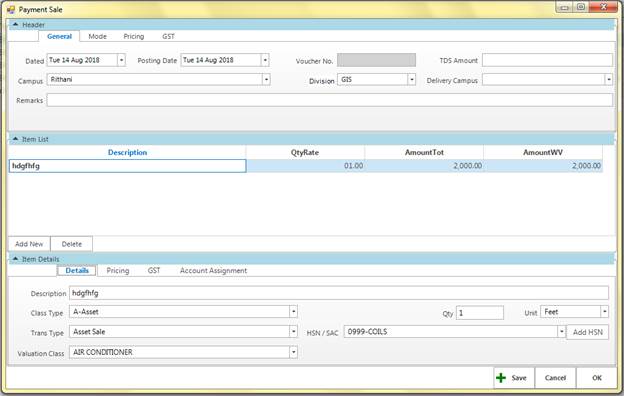 Payment Sale
Header
General Mode Pricing GST
Dated Tue 14 Aug 2018 Posting Date Tue 14 Aug 2018 Voucher No. TDS Amount
Campus Rithani Division GIS Delivery Campus
Remarks
Item List
Description QtyRate AmountTot AmountWV
hdgfhfg 01.00 2,000.00 2,000.00
Add New Delete
Item Details
Details Pricing GST Account Assignment
Description hdgfhfg
Class Type A-Asset Qty 1 Unit Feet
Trans Type Asset Sale HSN / SAC 0999-COILS Add HSN
Valuation Class AIR CONDITIONER
Save Cancel OK